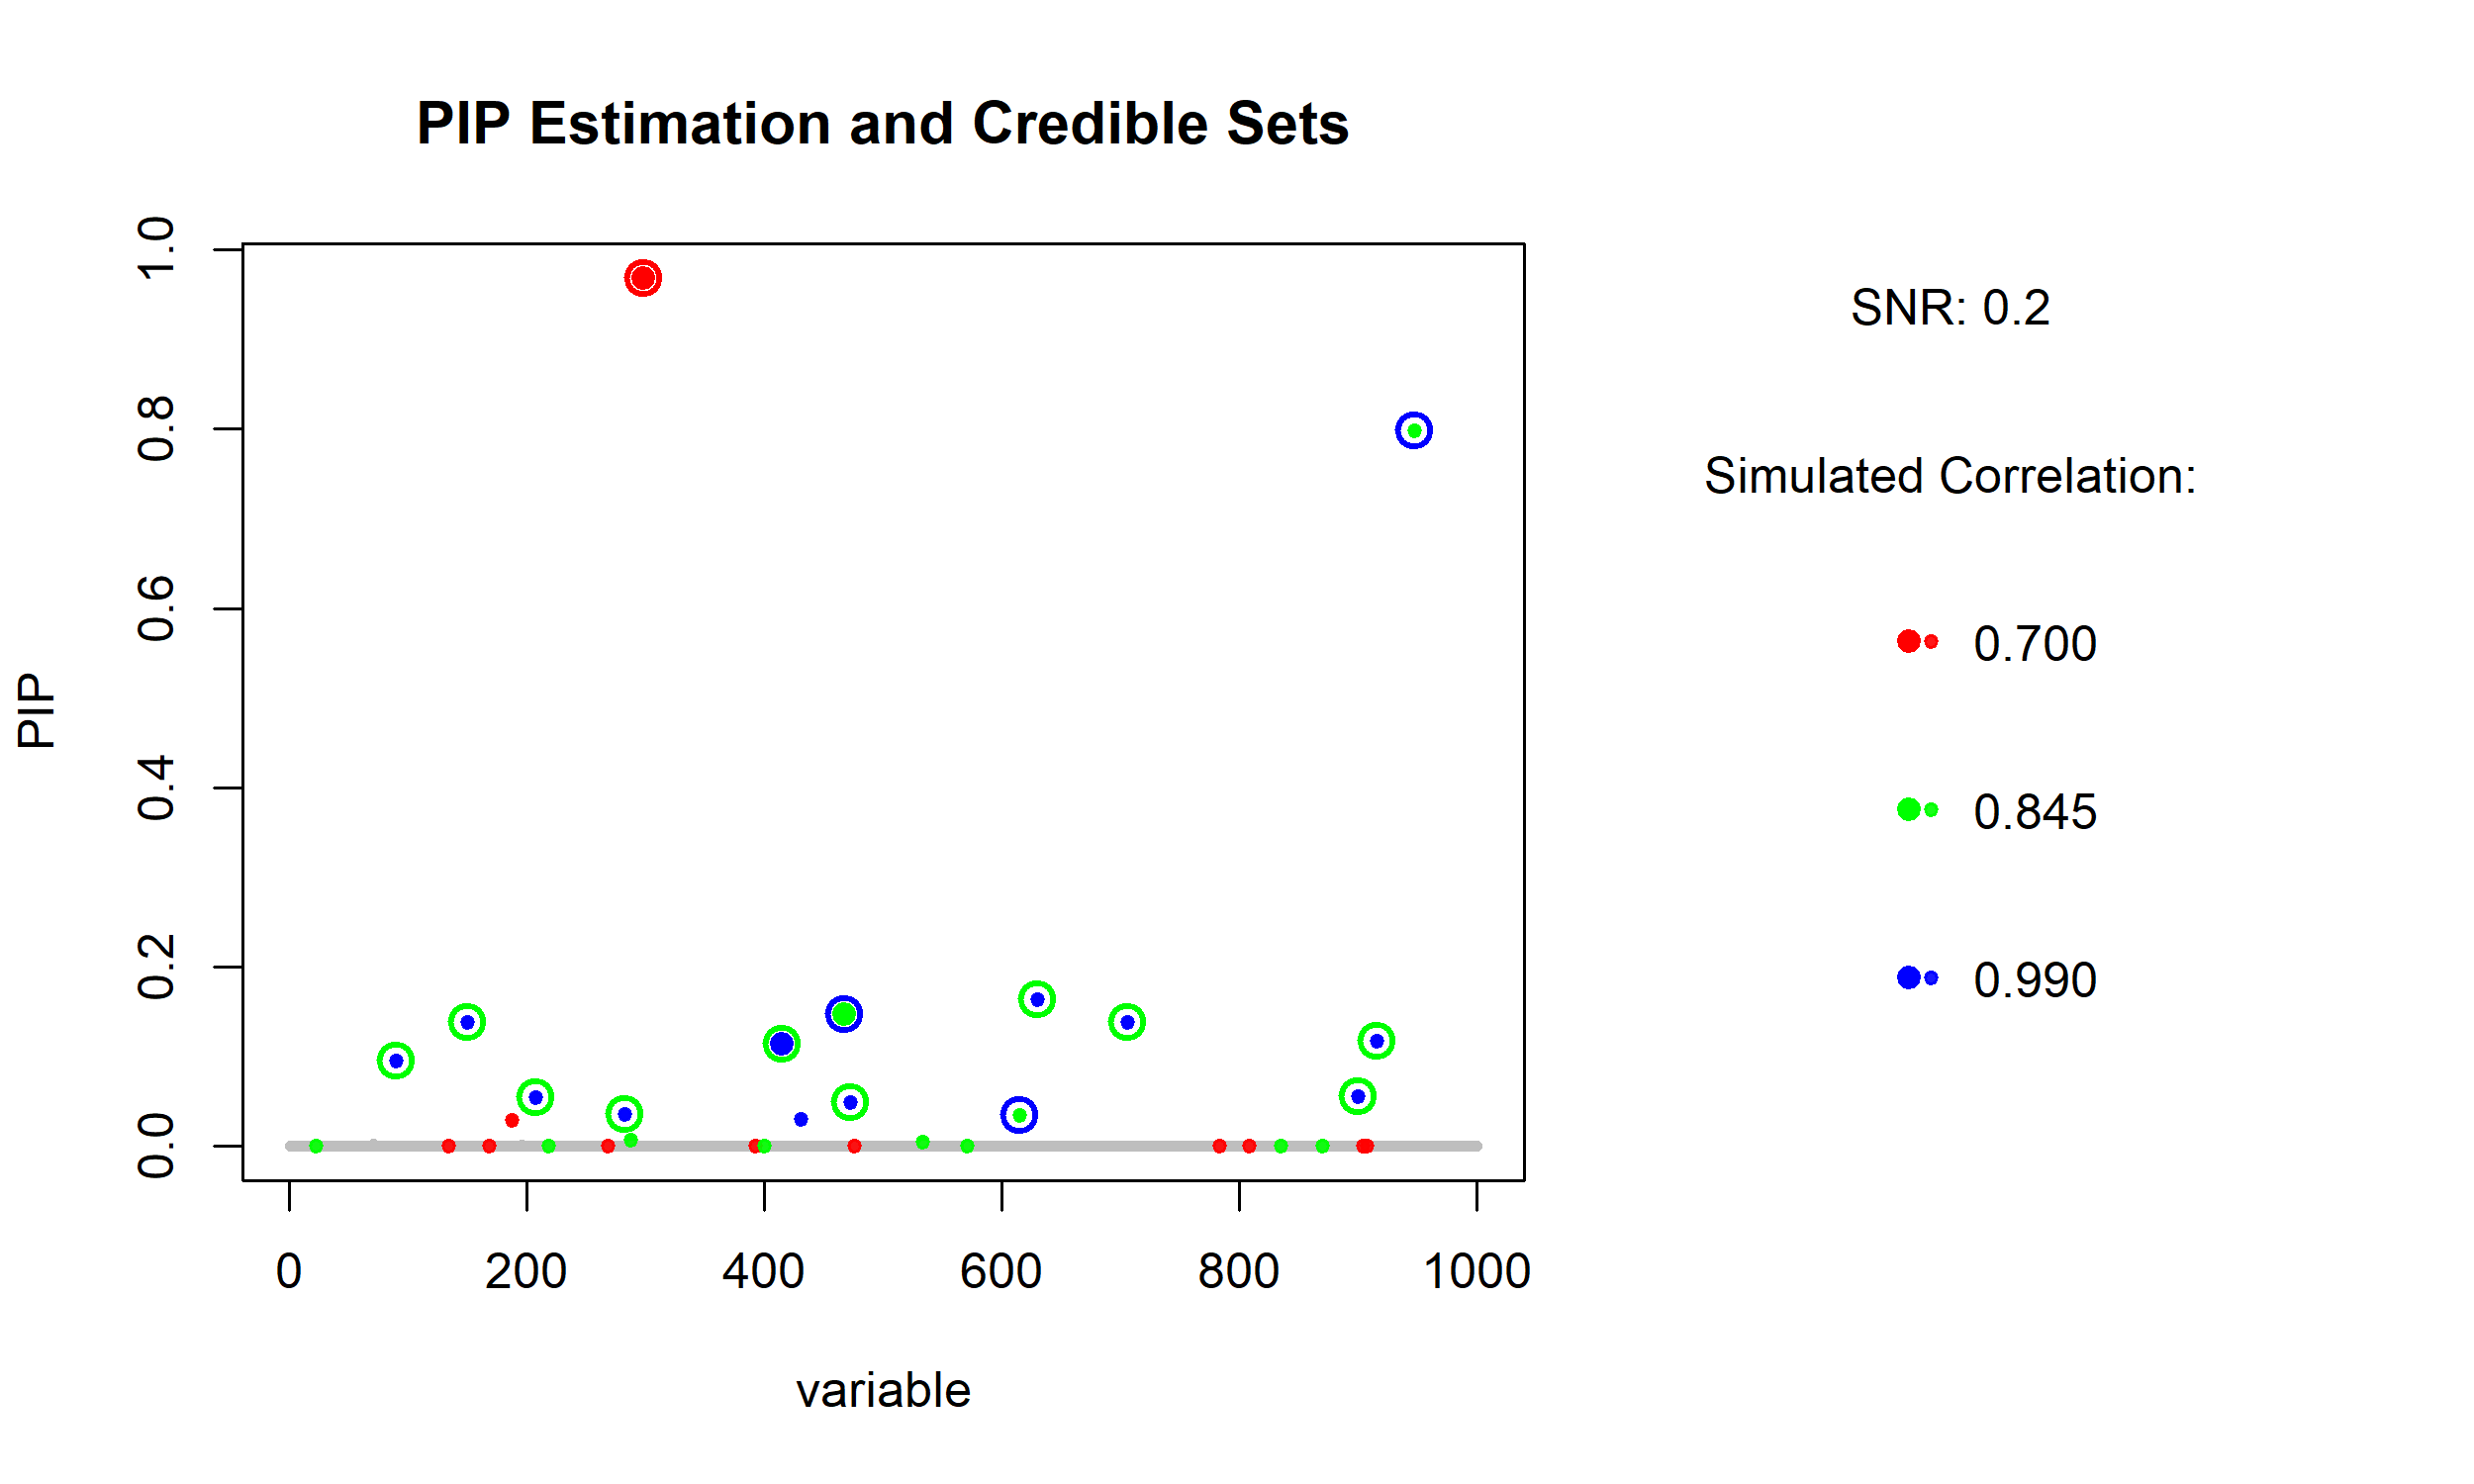 PIP Estimation and Credible Sets
PIP
1.0
0.8
0.6
0.4
0.2
0.0
0 200 400 600 800 1000
variable
SNR: 0.2
Simulated Correlation:
0.700
0.845
0.990